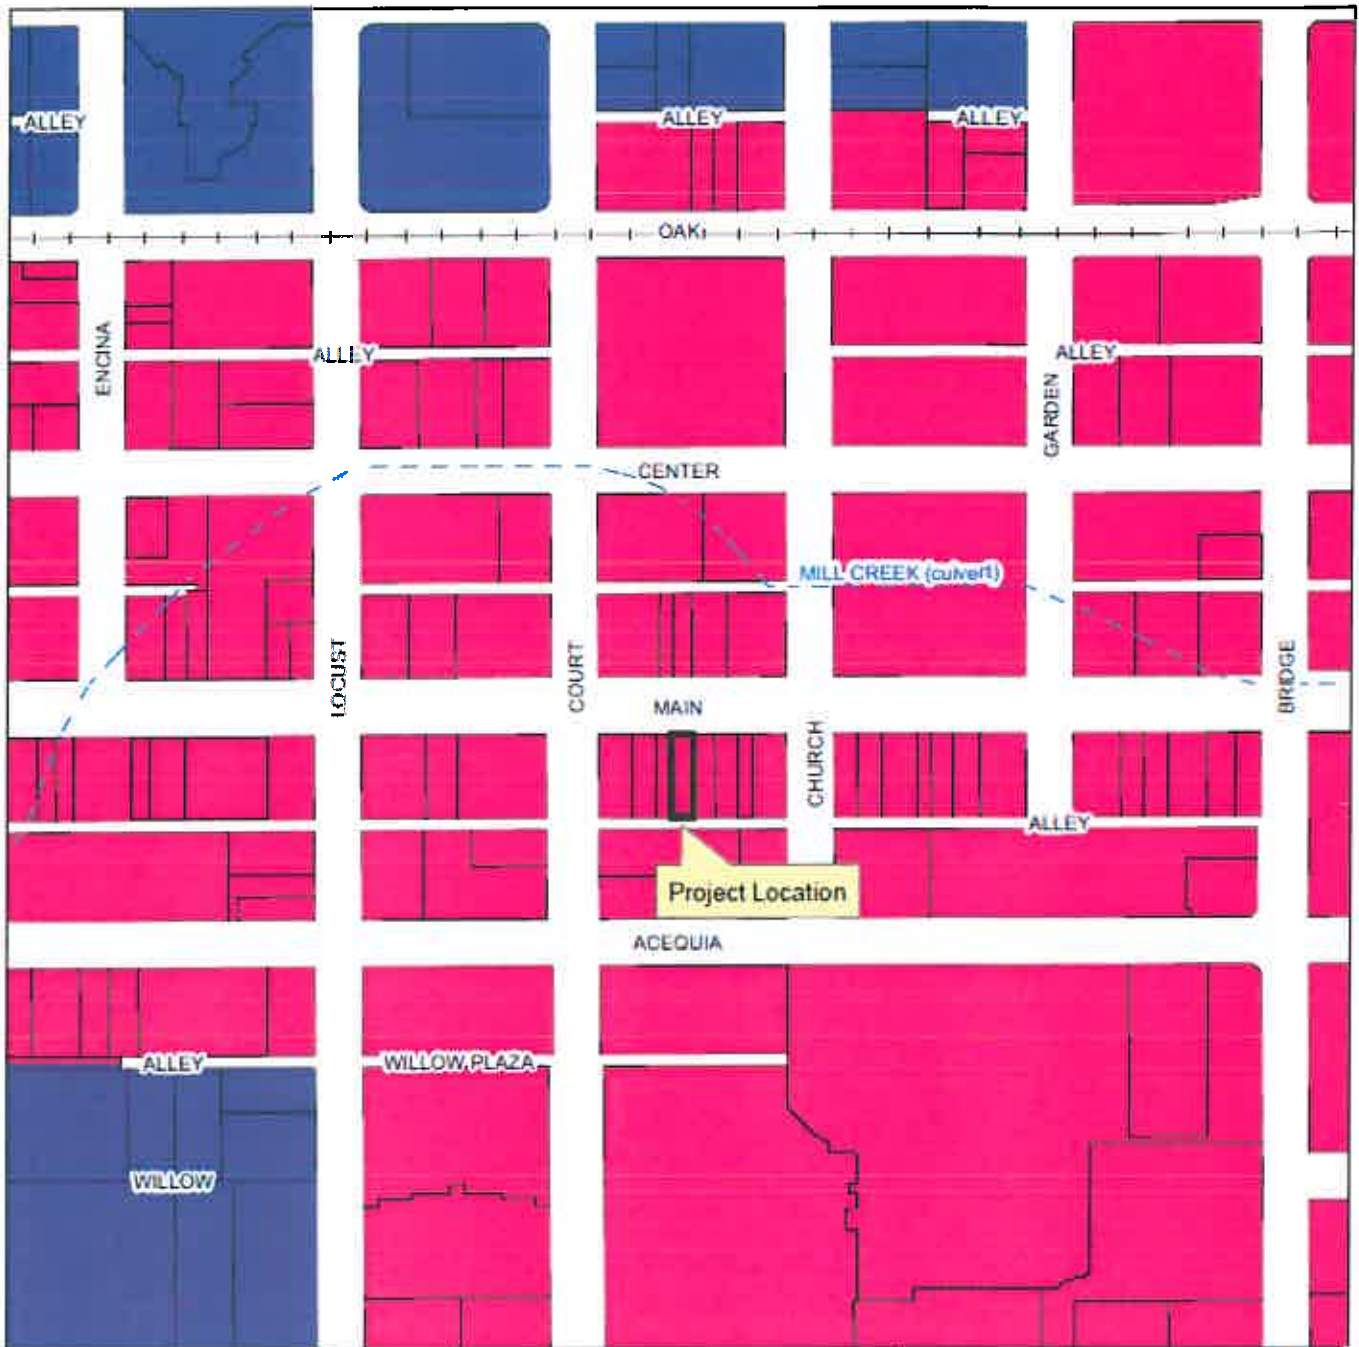 ALLEY
ALLEY
ALLEY
OAK
ENCINA
ALLEY
ALLEY
GARDEN
CENTER
MILL CREEK (culvert)
LOCUST
COURT
BRIDGE
MAIN
CHURCH
ALLEY
Project Location
ACEQUIA
ALLEY
WILLOW PLAZA
WILLOW